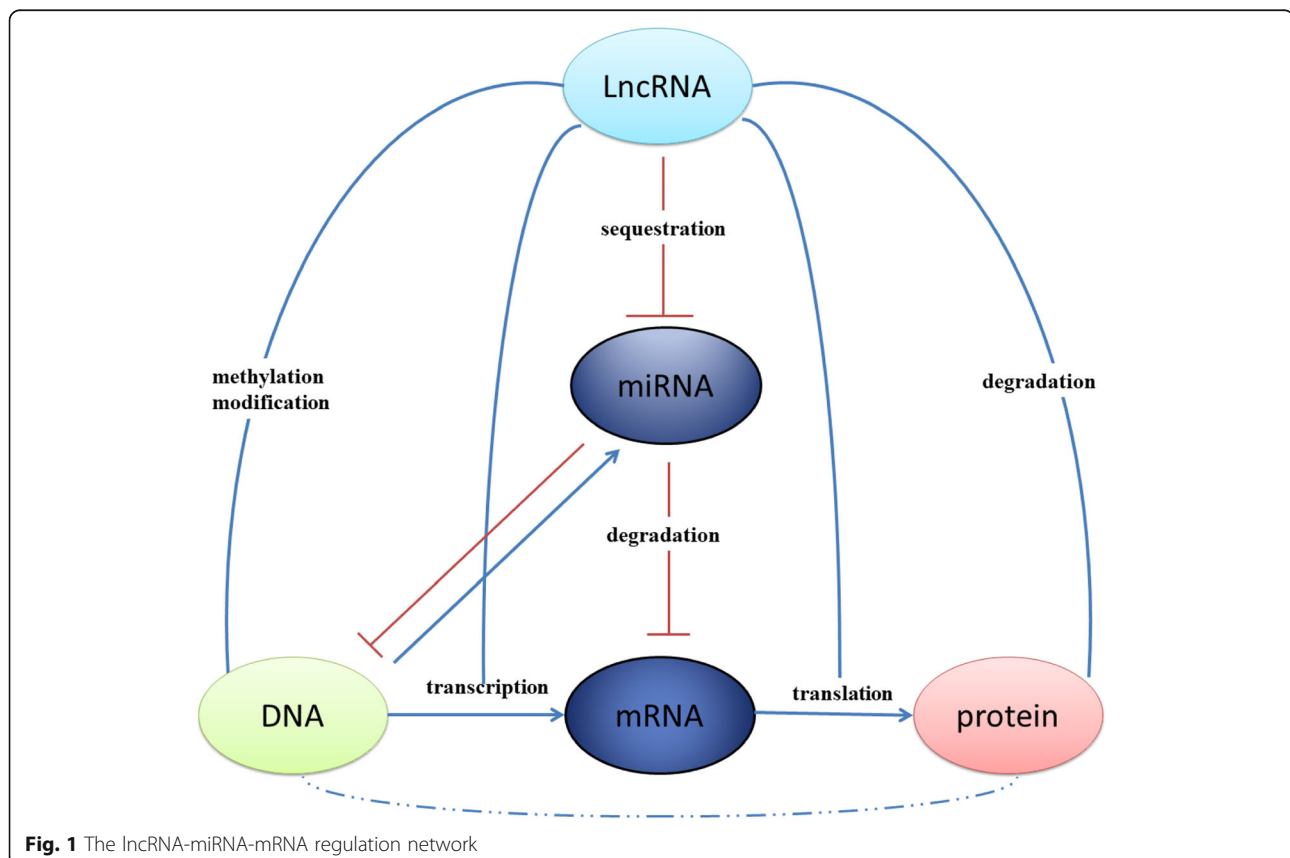 LncRNA
sequestration
miRNA
methylation
modification
degradation
degradation
transcription
translation
DNA
mRNA
protein
Fig. 1 The lncRNA-miRNA-mRNA regulation network